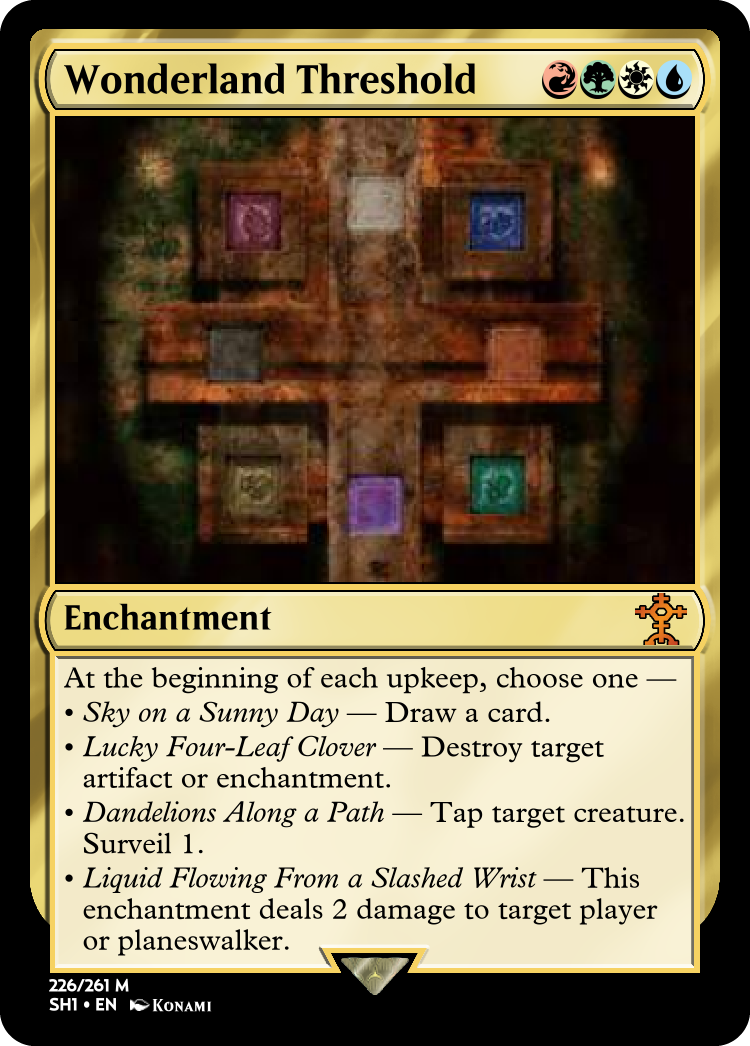 Wonderland Threshold
Enchantment
At the beginning of each upkeep, choose one —
• Sky on a Sunny Day — Draw a card.
• Lucky Four-Leaf Clover — Destroy target
artifact or enchantment.
• Dandelions Along a Path — Tap target creature.
Surveil 1.
• Liquid Flowing From a Slashed Wrist — This
enchantment deals 2 damage to target player
or planeswalker.
226/261 M
SH1 • EN KONAMI